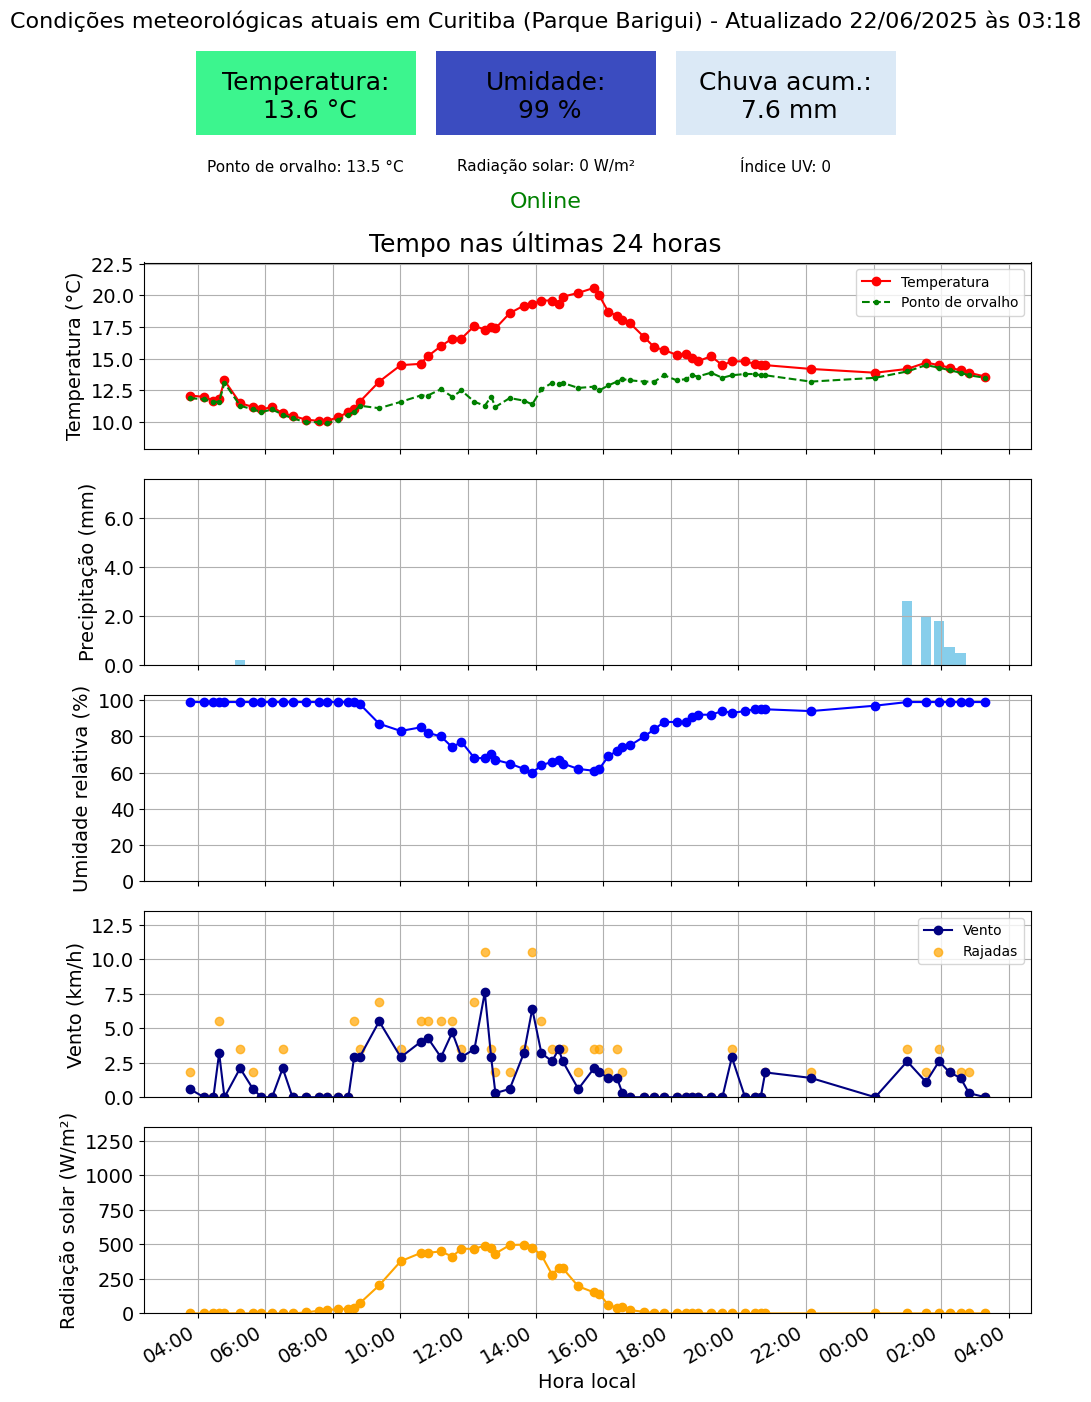 Condições meteorológicas atuais em Curitiba (Parque Barigui) - Atualizado 22/06/2025 às 03:18
Temperatura:
13.6 °C
Umidade:
99 %
Chuva acum.:
7.6 mm
Ponto de orvalho: 13.5 °C
Radiação solar: 0 W/m²
Índice UV: 0
Online
Tempo nas últimas 24 horas
Temperatura (°C)
22.5
20.0
17.5
15.0
12.5
10.0
Temperatura
Ponto de orvalho
Precipitação (mm)
6.0
4.0
2.0
0.0
Umidade relativa (%)
100
80
60
40
20
0
Vento (km/h)
12.5
10.0
7.5
5.0
2.5
0.0
Vento
Rajadas
Radiação solar (W/m²)
1250
1000
750
500
250
0
04:00
06:00
08:00
10:00
12:00
14:00
16:00
18:00
20:00
22:00
00:00
02:00
04:00
Hora local